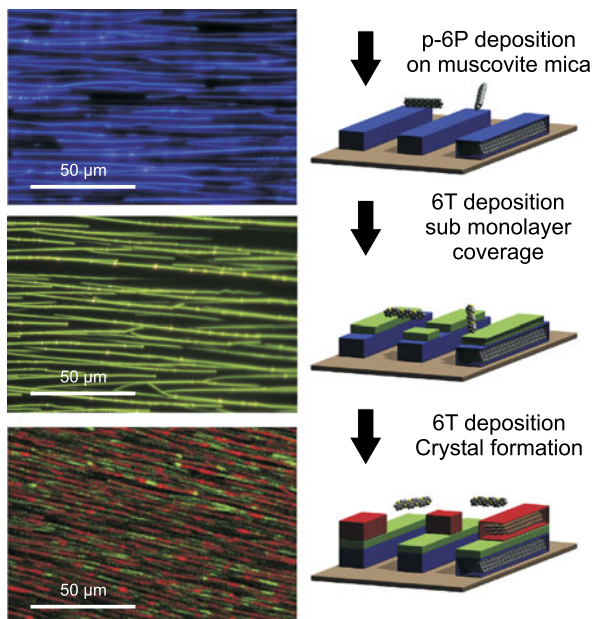 p-6P deposition
on muscovite mica
50 µm
6T deposition
sub monolayer
coverage
50 µm
6T deposition
Crystal formation
50 µm